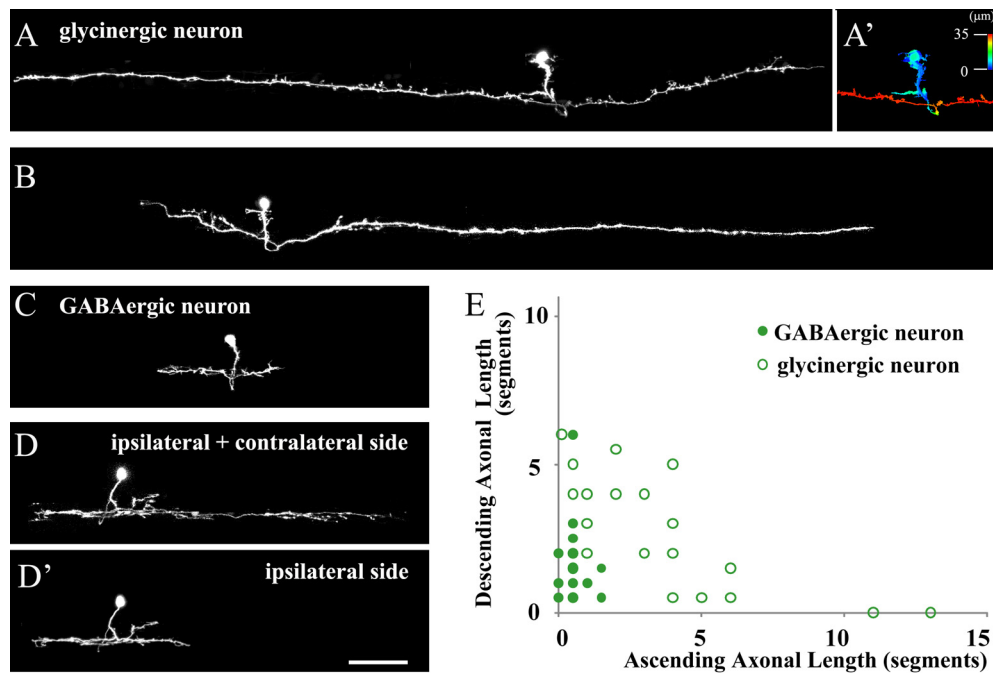 A glycinergic neuron
A’ (μm)
35
0
B
C GABAergic neuron
D ipsilateral + contralateral side
D’ ipsilateral side
E
Descending Axonal Length
(segments)
10
5
0
GABAergic neuron
glycinergic neuron
0 5 10 15
Ascending Axonal Length (segments)